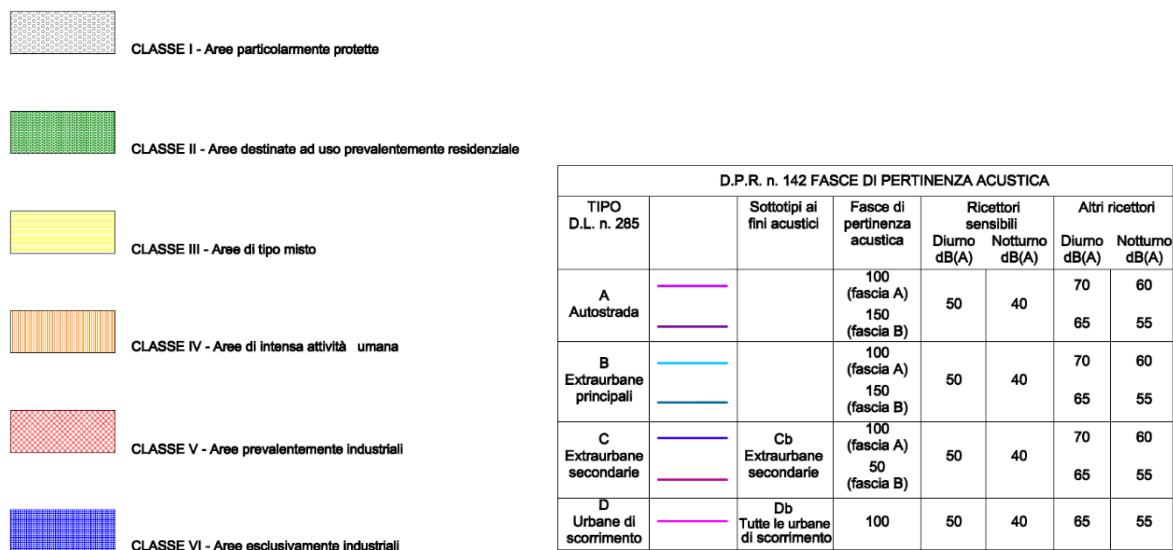 CLASSE I - Aree particolarmente protette
CLASSE II - Aree destinate ad uso prevalentemente residenziale
CLASSE III - Aree di tipo misto
CLASSE IV - Aree di intensa attività umana
CLASSE V - Aree prevalentemente industriali
CLASSE VI - Aree esclusivamente industriali
D.P.R. n. 142 FASCE DI PERTINENZA ACUSTICA
TIPO
D.L. n. 285
Sottotipi ai
fini acustici
Fasce di
pertinenza
acustica
Ricettori
sensibili
Diurno
dB(A)
Notturno
dB(A)
Altri ricettori
Diurno
dB(A)
Notturno
dB(A)
A
Autostrada
100
(fascia A)
150
(fascia B)
50
40
70
60
65
55
B
Extraurbane
principali
100
(fascia A)
150
(fascia B)
50
40
70
60
65
55
C
Extraurbane
secondarie
Cb
Extraurbane
secondarie
100
(fascia A)
50
(fascia B)
50
40
70
60
65
55
D
Urbane di
scorrimento
Db
Tutte le urbane
di scorrimento
100
50
40
65
55